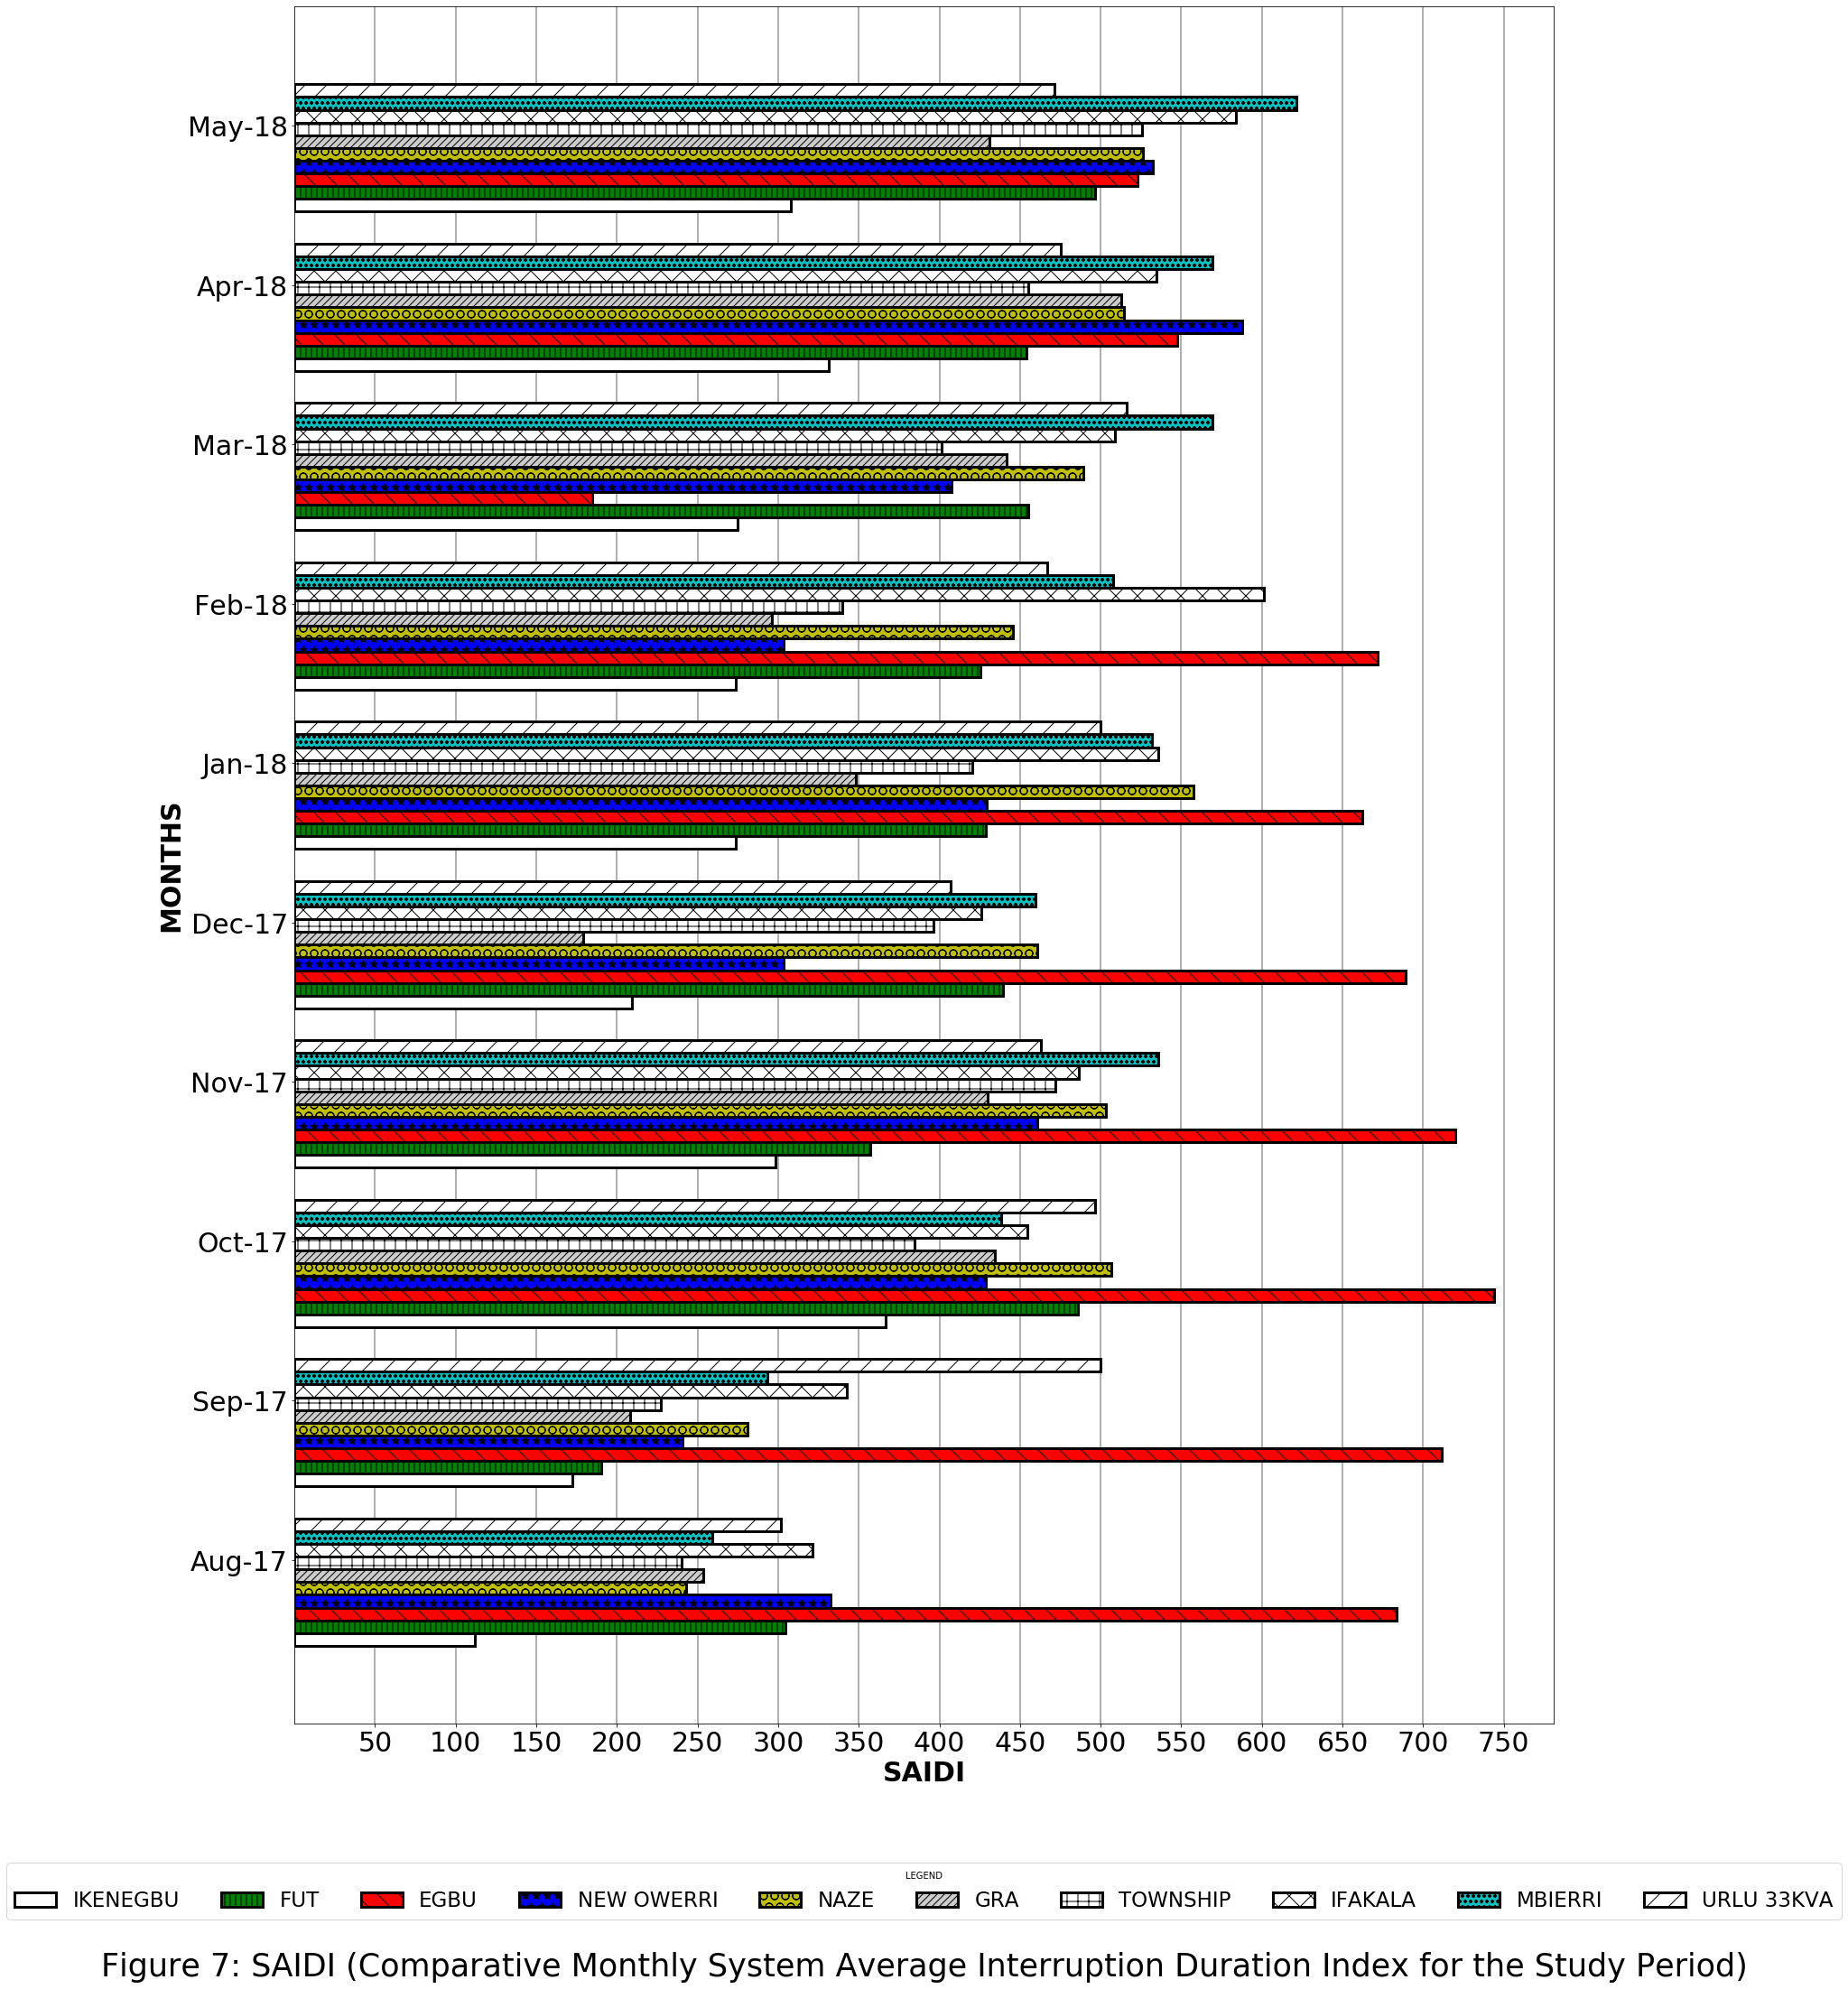 May-18
Apr-18
Mar-18
Feb-18
Jan-18
Dec-17
Nov-17
Oct-17
Sep-17
Aug-17
MONTHS
50 100 150 200 250 300 350 400 450 500 550 600 650 700 750
SAIDI
LEGEND
IKENEGBU FUT EGBU NEW OWERRI NAZE GRA TOWNSHIP IFAKALA MBIERRI URLU 33KVA
Figure 7: SAIDI (Comparative Monthly System Average Interruption Duration Index for the Study Period)